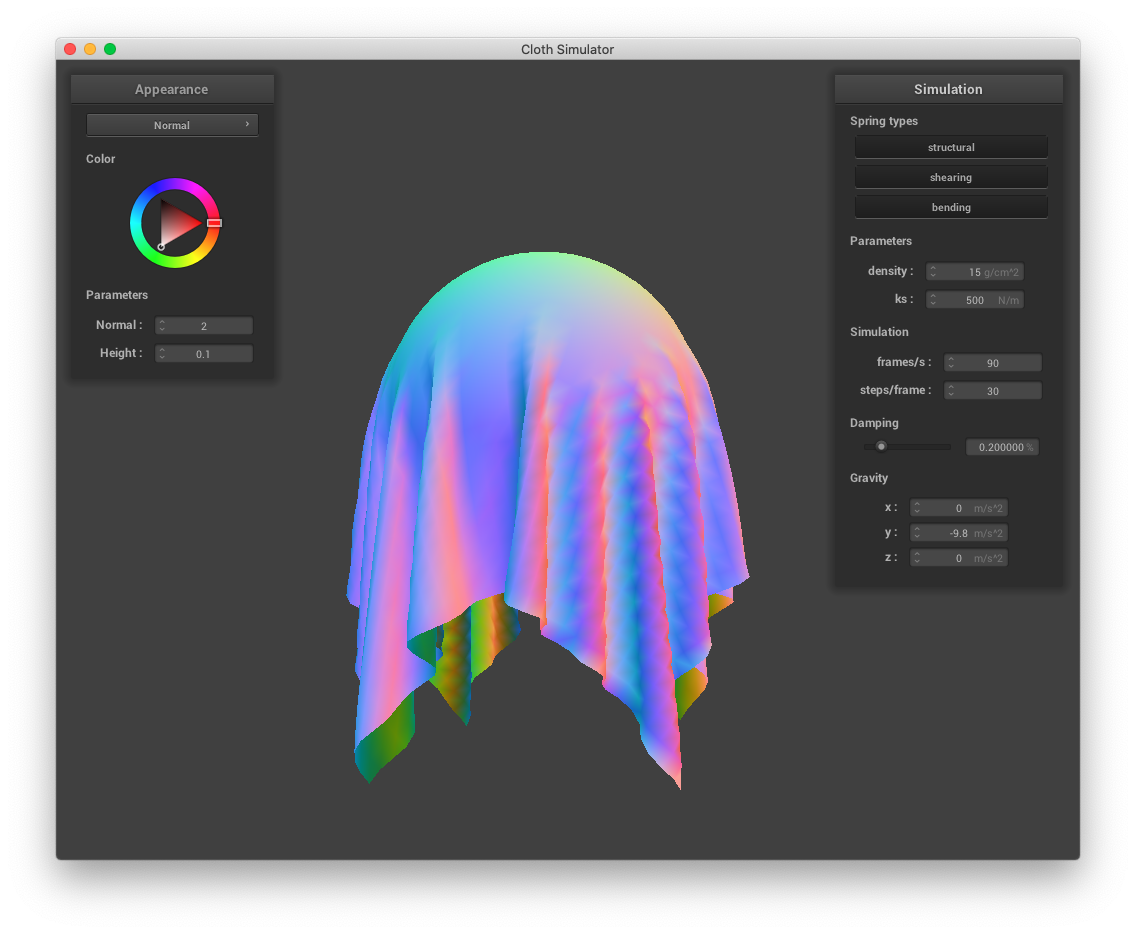 Cloth Simulator
Appearance
Normal
Color
Parameters
Normal : 2
Height : 0.1
Simulation
Spring types
structural
shearing
bending
Parameters
density : 15 g/cm^2
ks : 500 N/m
Simulation
frames/s : 90
steps/frame : 30
Damping
0.200000 %
Gravity
x : 0 m/s^2
y : -9.8 m/s^2
z : 0 m/s^2